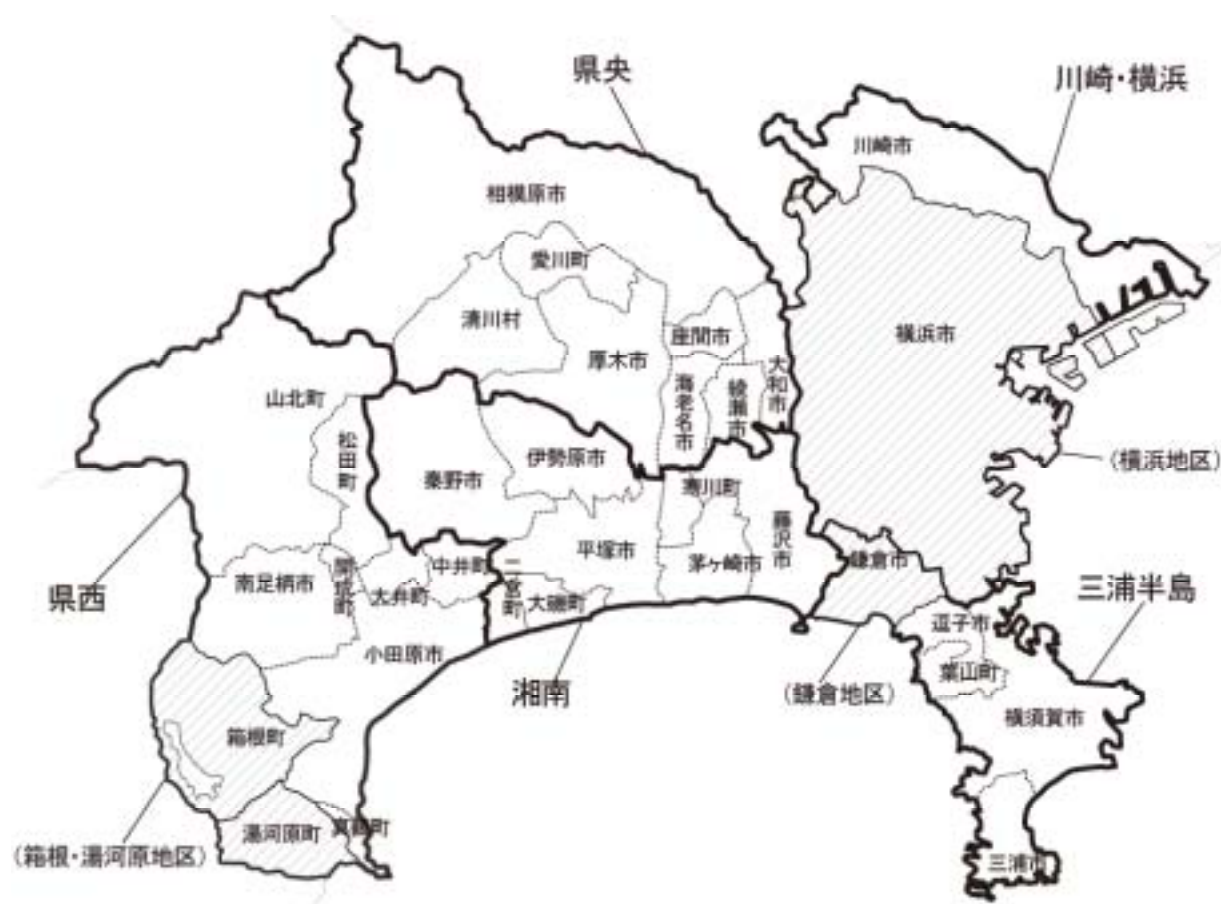 県央
川崎・横浜
川崎市
相模原市
愛川町
清川村
座間市
横浜市
厚木市
大和市
海老名市
綾瀬市
山北町
松田町
伊勢原市
秦野市
(横浜地区)
寒川町
藤沢市
平塚市
茅ヶ崎市
鎌倉市
中井町
二宮町
南足柄市
開成町
大井町
大磯町
県西
三浦半島
逗子市
小田原市
葉山町
湘南
(鎌倉地区)
横須賀市
箱根町
湯河原町
真鶴町
(箱根・湯河原地区)
三浦市